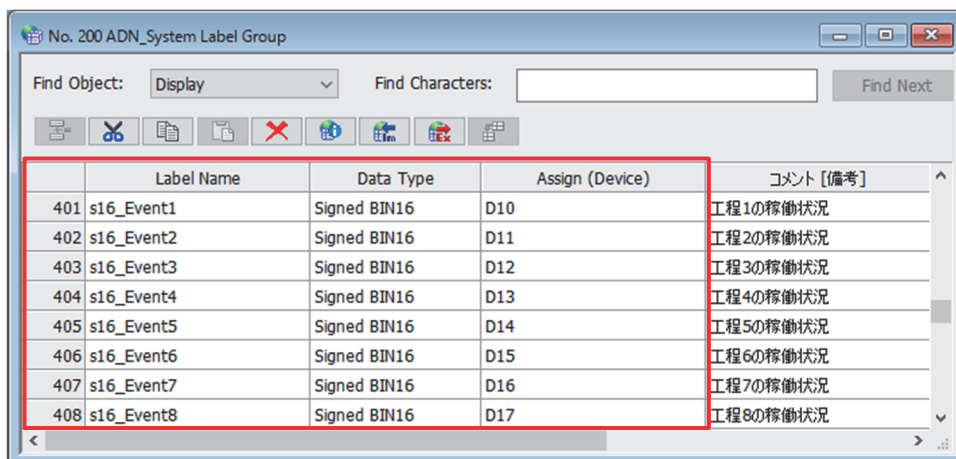 No. 200 ADN_System Label Group
Find Object: Display Find Characters: Find Next
Label Name Data Type Assign (Device) コメント [備考]
401 s16_Event1 Signed BIN16 D10 工程1の稼働状況
402 s16_Event2 Signed BIN16 D11 工程2の稼働状況
403 s16_Event3 Signed BIN16 D12 工程3の稼働状況
404 s16_Event4 Signed BIN16 D13 工程4の稼働状況
405 s16_Event5 Signed BIN16 D14 工程5の稼働状況
406 s16_Event6 Signed BIN16 D15 工程6の稼働状況
407 s16_Event7 Signed BIN16 D16 工程7の稼働状況
408 s16_Event8 Signed BIN16 D17 工程8の稼働状況